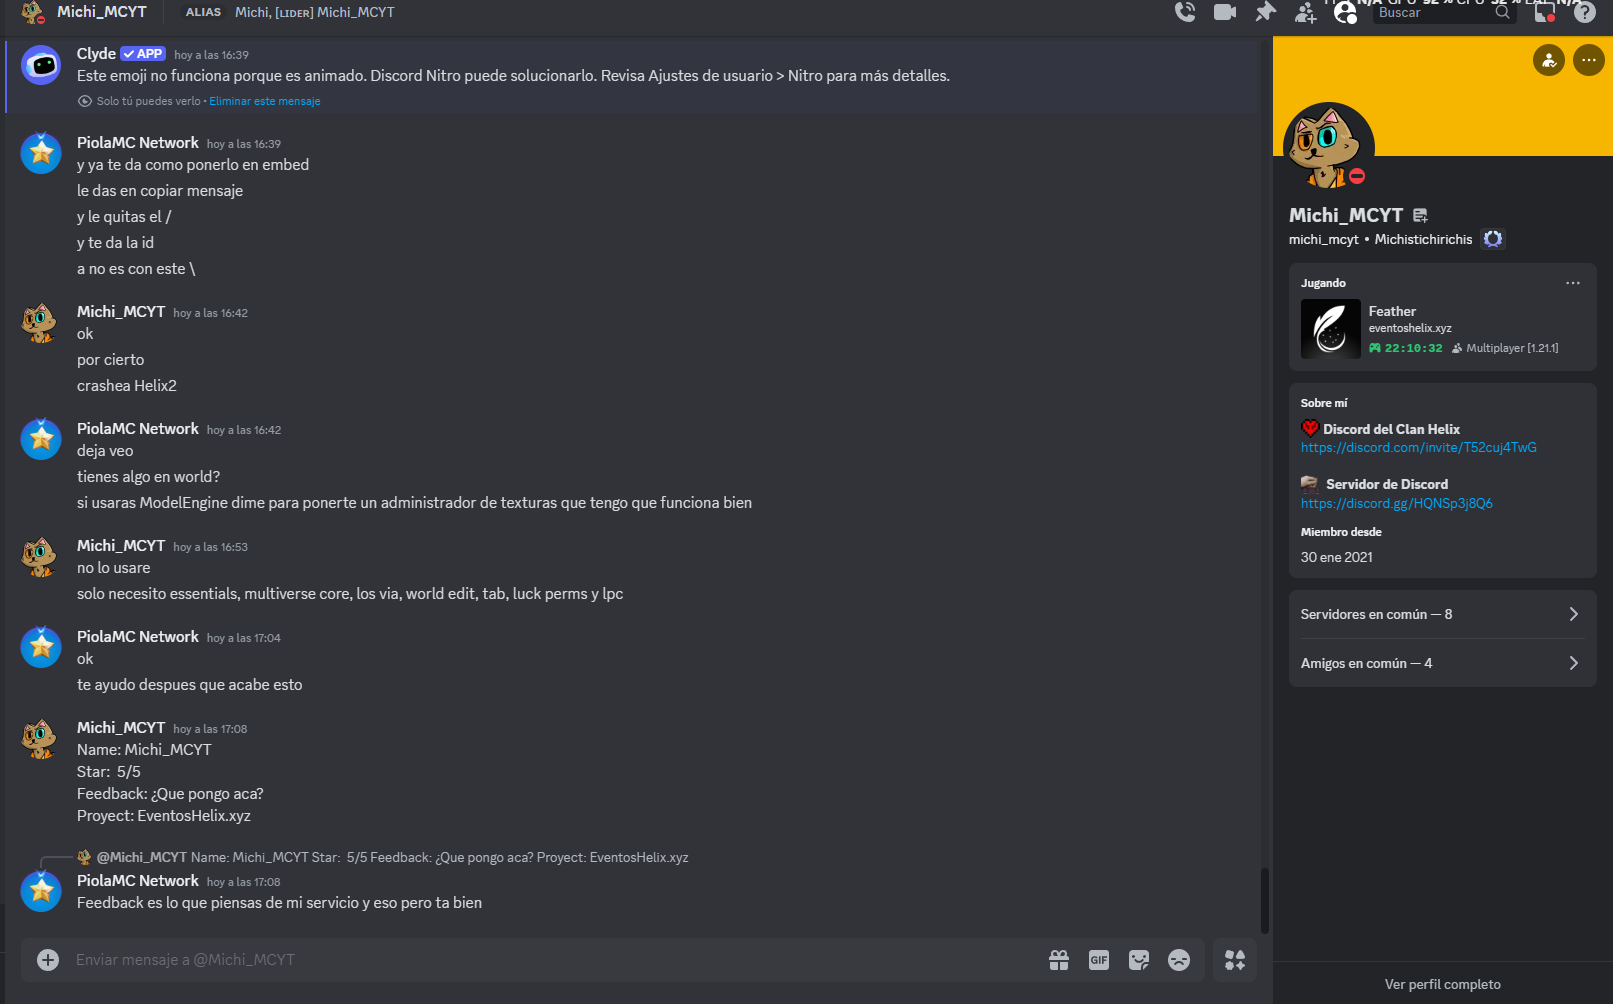 Michi_MCYT ALIAS Michi, [ʟɪᴅᴇʀ] Michi_MCYT
Buscar
Clyde APP hoy a las 16:39
Este emoji no funciona porque es animado. Discord Nitro puede solucionarlo. Revisa Ajustes de usuario > Nitro para más detalles.
Solo tú puedes verlo • Eliminar este mensaje
PiolaMC Network hoy a las 16:39
y ya te da como ponerlo en embed
le das en copiar mensaje
y le quitas el /
y te da la id
a no es con este \
Michi_MCYT hoy a las 16:42
ok
por cierto
crashea Helix2
PiolaMC Network hoy a las 16:42
deja veo
tienes algo en world?
si usaras ModelEngine dime para ponerte un administrador de texturas que tengo que funciona bien
Michi_MCYT hoy a las 16:53
no lo usare
solo necesito essentials, multiverse core, los via, world edit, tab, luck perms y lpc
PiolaMC Network hoy a las 17:04
ok
te ayudo despues que acabe esto
Michi_MCYT hoy a las 17:08
Name: Michi_MCYT
Star:  5/5
Feedback: ¿Que pongo aca?
Proyect: EventosHelix.xyz
@Michi_MCYT Name: Michi_MCYT Star:  5/5 Feedback: ¿Que pongo aca? Proyect: EventosHelix.xyz
PiolaMC Network hoy a las 17:08
Feedback es lo que piensas de mi servicio y eso pero ta bien
Enviar mensaje a @Michi_MCYT
GIF
Michi_MCYT
michi_mcyt • Michistichirichis
Jugando
Feather
eventoshelix.xyz
22:10:32 Multiplayer [1.21.1]
Sobre mí
Discord del Clan Helix
https://discord.com/invite/T52cuj4TwG
Servidor de Discord
https://discord.gg/HQNSp3j8Q6
Miembro desde
30 ene 2021
Servidores en común — 8
Amigos en común — 4
Ver perfil completo